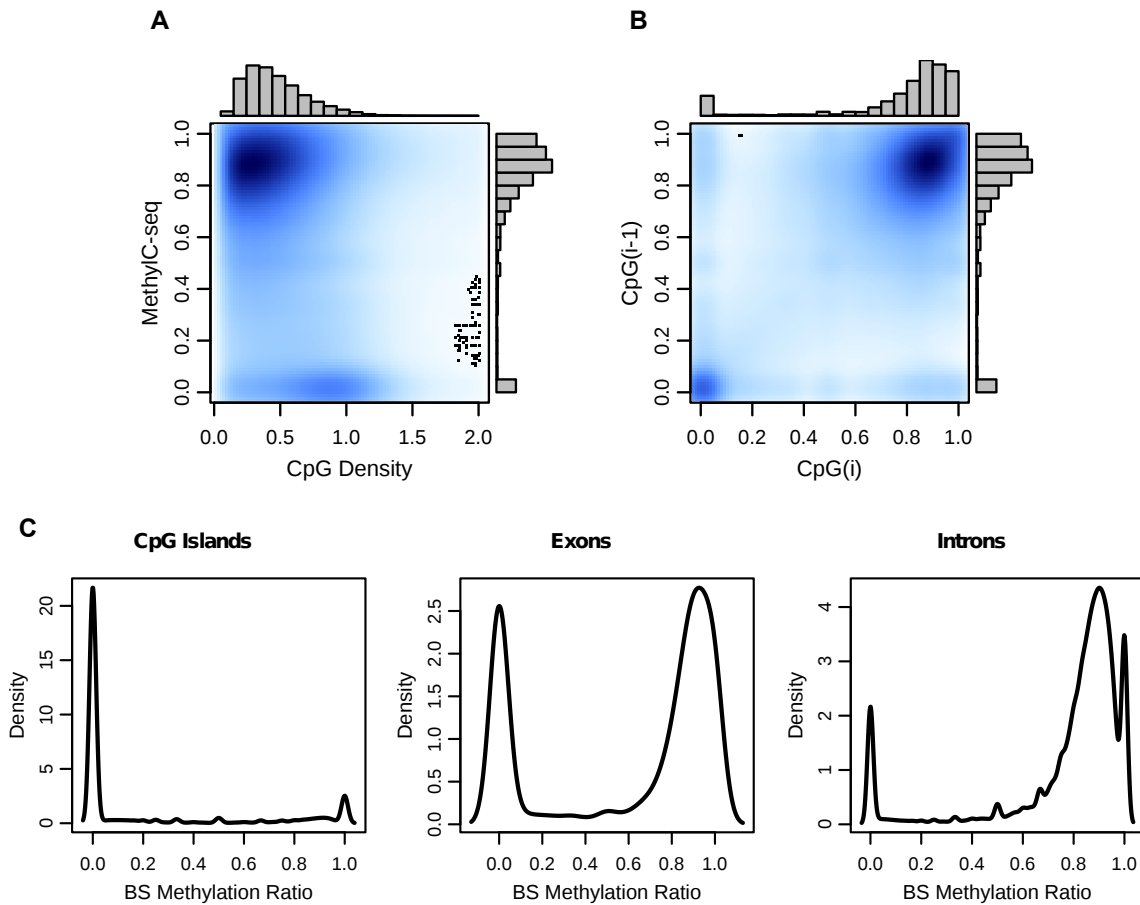 A
B
MethylC-seq
0.0 0.2 0.4 0.6 0.8 1.0
0.0 0.5 1.0 1.5 2.0
CpG Density
CpG(i-1)
0.0 0.2 0.4 0.6 0.8 1.0
0.0 0.2 0.4 0.6 0.8 1.0
CpG(i)
C
CpG Islands
Density
0 5 10 15 20
0.0 0.2 0.4 0.6 0.8 1.0
BS Methylation Ratio
Exons
Density
0.0 0.5 1.0 1.5 2.0 2.5
0.0 0.2 0.4 0.6 0.8 1.0
BS Methylation Ratio
Introns
Density
0 1 2 3 4
0.0 0.2 0.4 0.6 0.8 1.0
BS Methylation Ratio